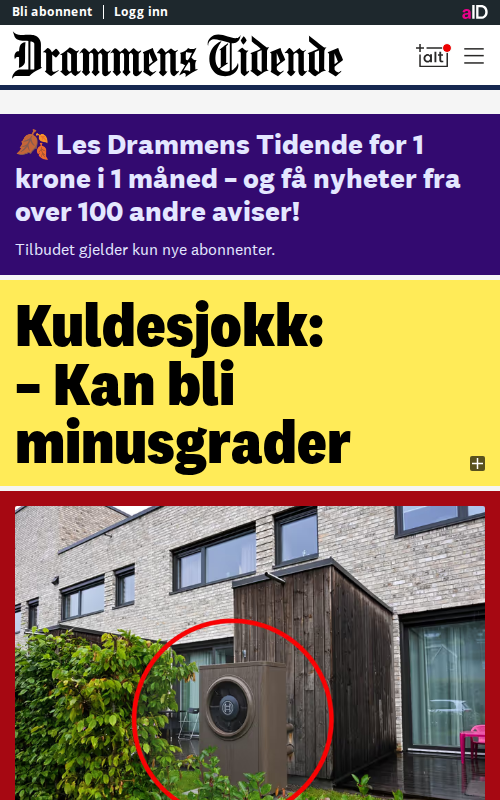 Bli abonnent
Logg inn
aID
Drammens Tidende
+alt
Les Drammens Tidende for 1
krone i 1 måned – og få nyheter fra
over 100 andre aviser!
Tilbudet gjelder kun nye abonnenter.
Kuldesjokk:
– Kan bli
minusgrader